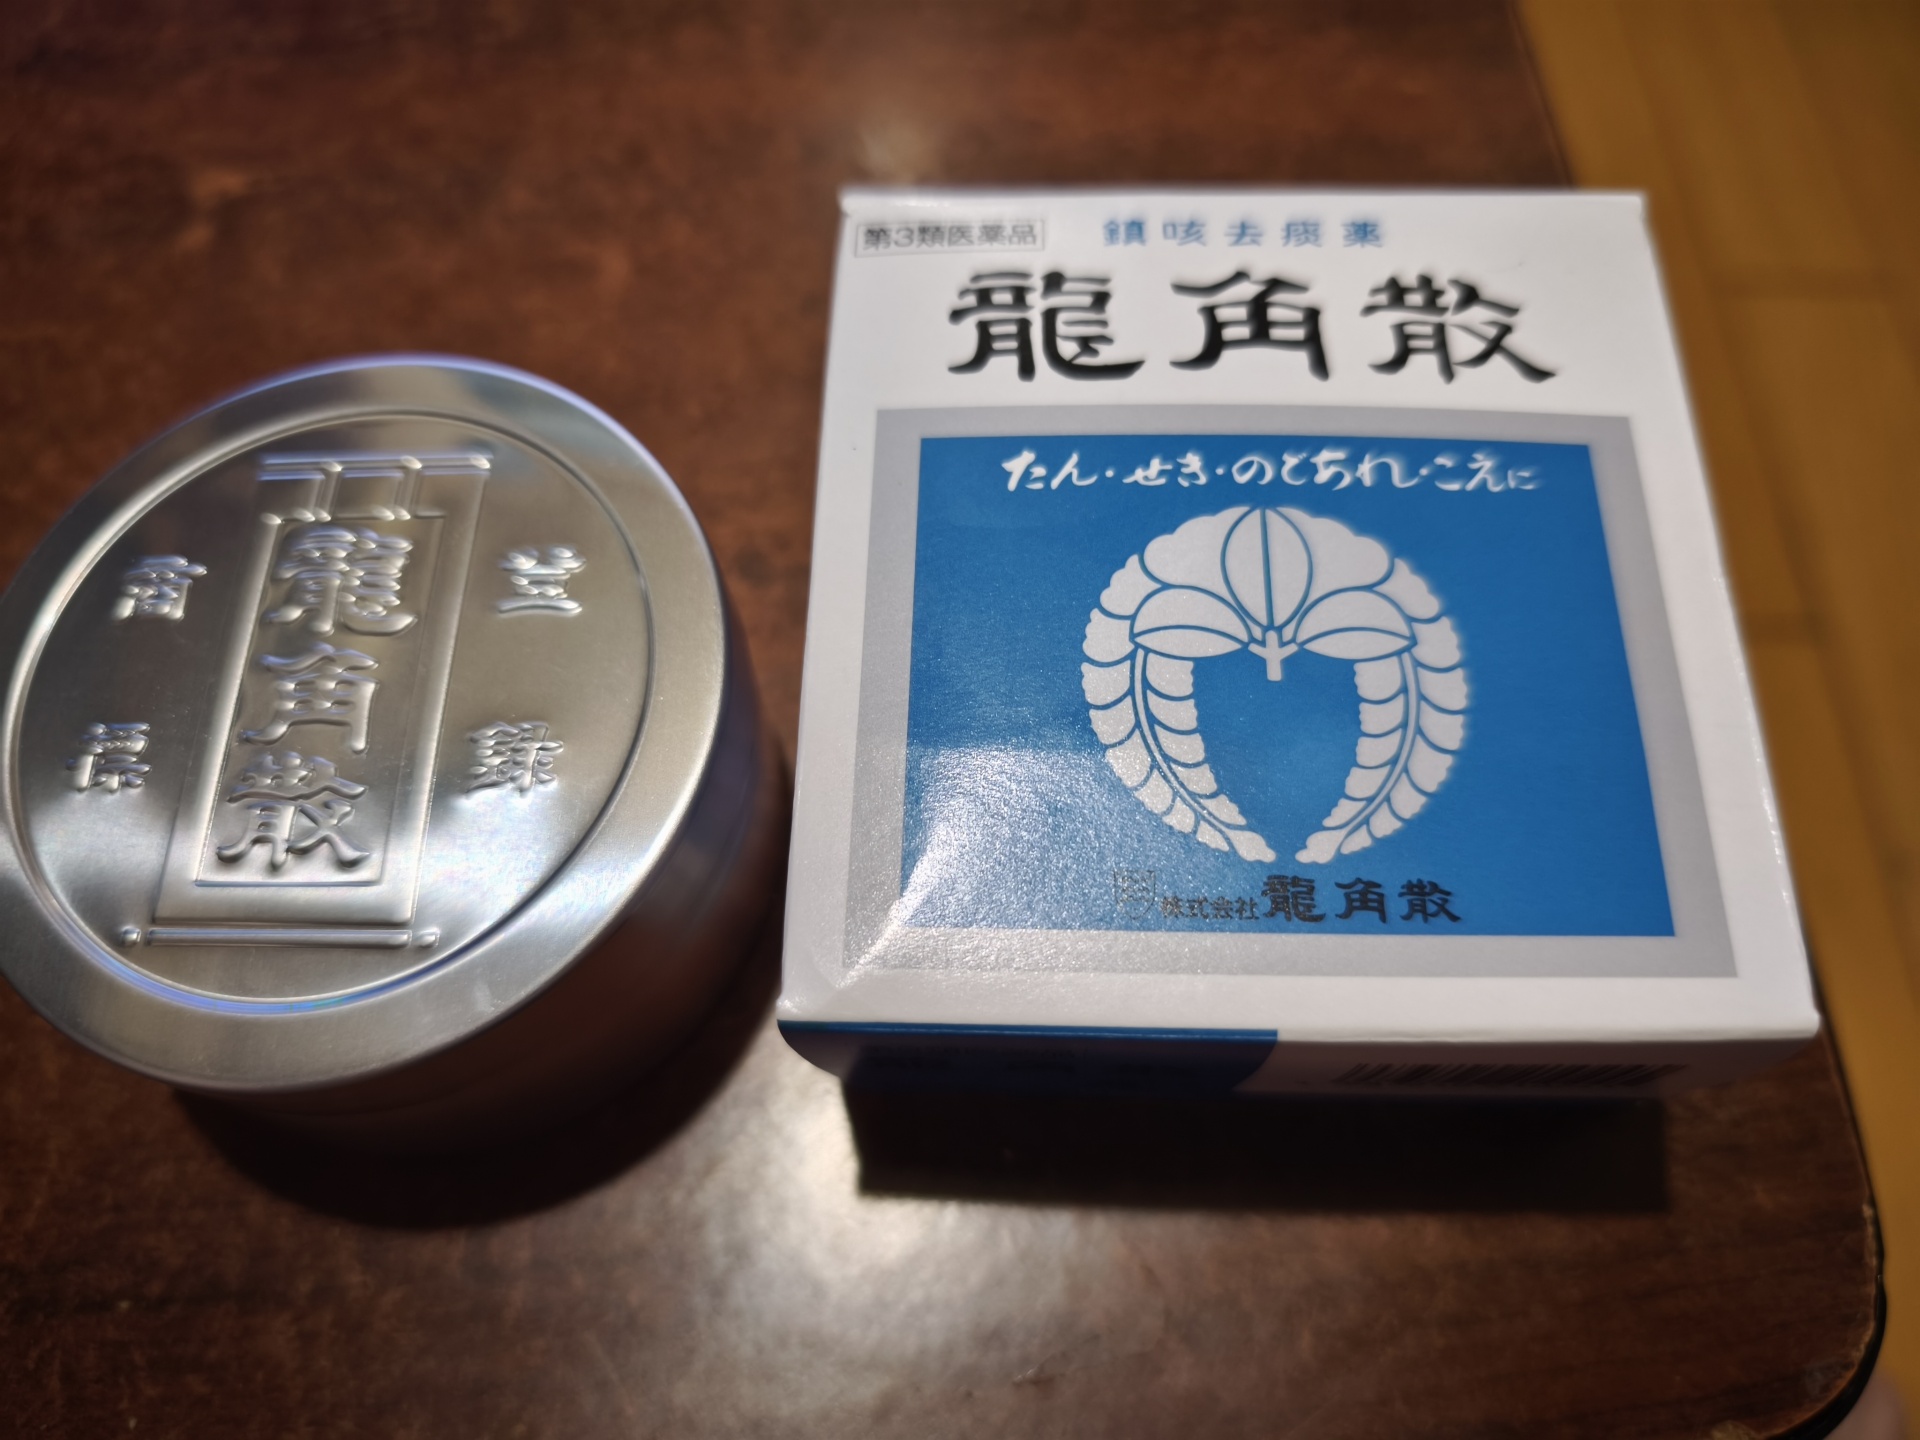 龍角散
登録
商標
第3類医薬品
鎮咳去痰薬
龍角散
たん・せき・のどあれ・こえに
株式会社龍角散